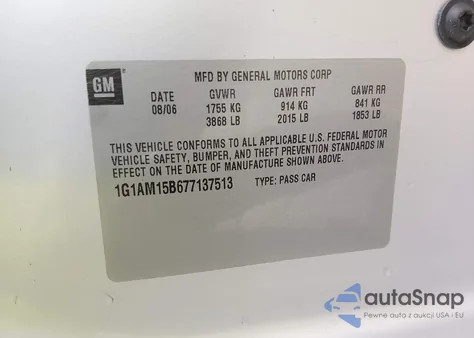 GM
MFD BY GENERAL MOTORS CORP
DATE GVWR GAWR FRT GAWR RR
08/06 1755 KG 914 KG 841 KG
3868 LB 2015 LB 1853 LB
THIS VEHICLE CONFORMS TO ALL APPLICABLE U.S. FEDERAL MOTOR
VEHICLE SAFETY, BUMPER, AND THEFT PREVENTION STANDARDS IN
EFFECT ON THE DATE OF MANUFACTURE SHOWN ABOVE.
1G1AM15B677137513 TYPE: PASS CAR
autaSnap
Pewne auta z aukcji USA i EU